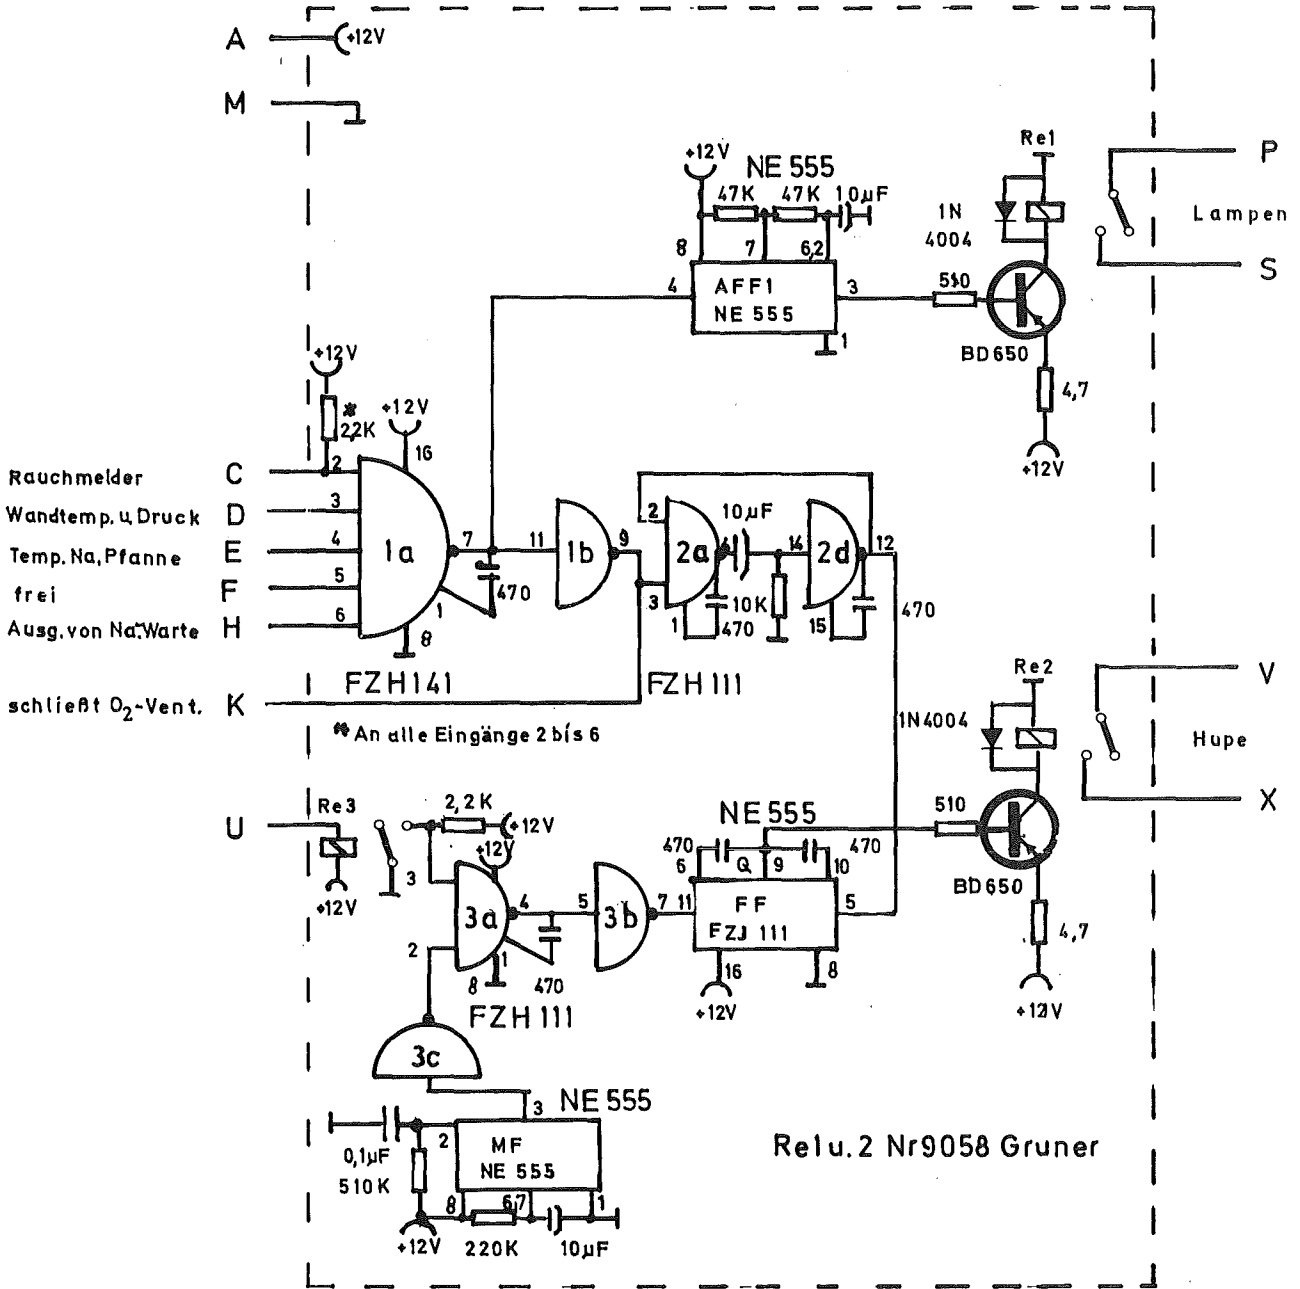 A +12V
M
Re1
P
+12V NE 555
47K 47K 10µF
1N
4004
Lampen
8 7 6,2
S
4 AFF1 3 510
NE 555
1
BD650
+12V
4,7
* +12V
2,2K
16
+12V
Rauchmelder C 2
Wandtemp. u, Druck D 3
10µF
Temp. Na, Pfanne E 4 1a 7 11 1b 9 2 2a 4 14 2d 12
frei F 5
1 470 3 10K 470
Ausg. von Na-Warte H 6
8 1 470 15
FZH141 FZH111
Re2
V
schließt O2-Vent. K
** An alle Eingänge 2 bis 6
1N4004
Hupe
Re3 2,2K NE 555 510 X
U +12V
+12V
470 470
6 Q 9 10
3
+12V
BD650
3a 4 5 3b 7 11 FF 5
FZJ 111
4,7
2
1
8 470 16 8
FZH111 +12V +12V
3c
3 NE 555
2
0,1µF MF
510K NE 555
Re1u.2 Nr9058 Gruner
8 6,7 1
+12V 220K 10µF